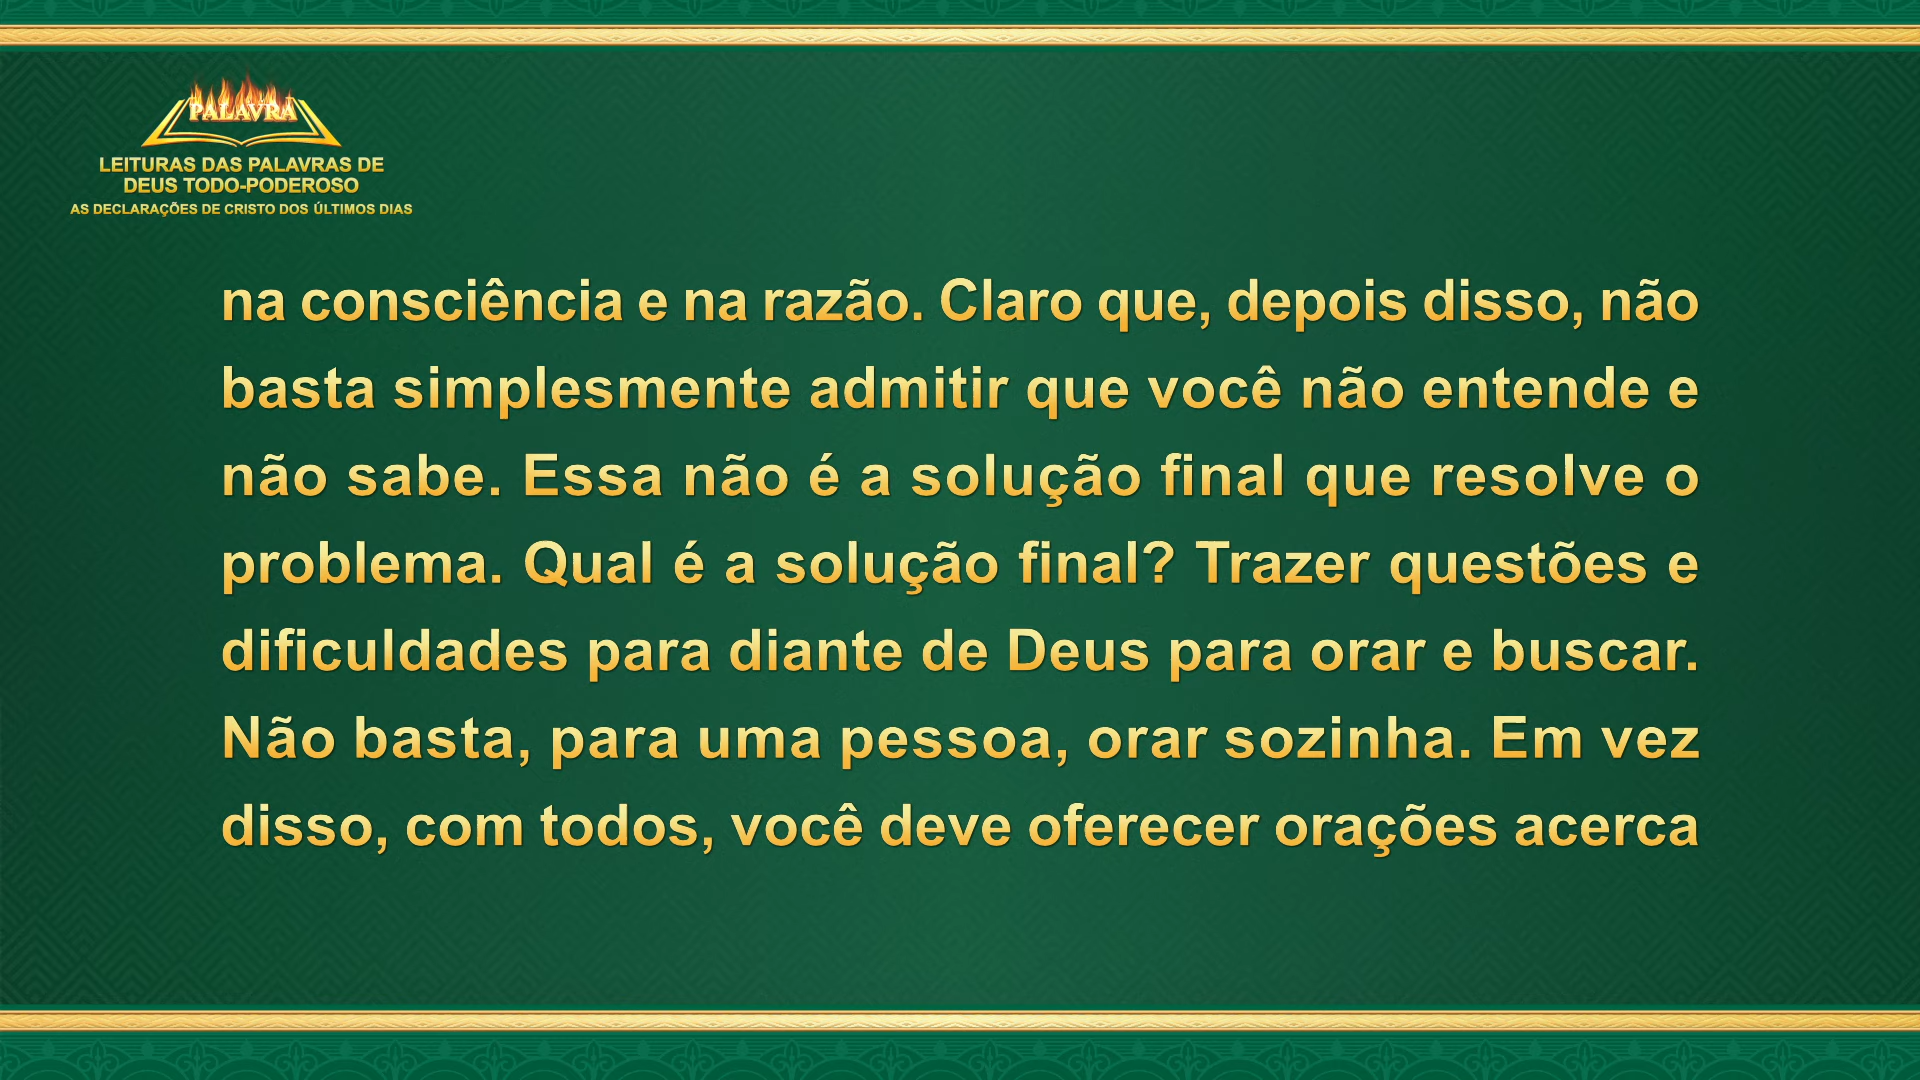 PALAVRA
LEITURAS DAS PALAVRAS DE
DEUS TODO-PODEROSO
AS DECLARAÇÕES DE CRISTO DOS ÚLTIMOS DIAS
na consciência e na razão. Claro que, depois disso, não
basta simplesmente admitir que você não entende e
não sabe. Essa não é a solução final que resolve o
problema. Qual é a solução final? Trazer questões e
dificuldades para diante de Deus para orar e buscar.
Não basta, para uma pessoa, orar sozinha. Em vez
disso, com todos, você deve oferecer orações acerca